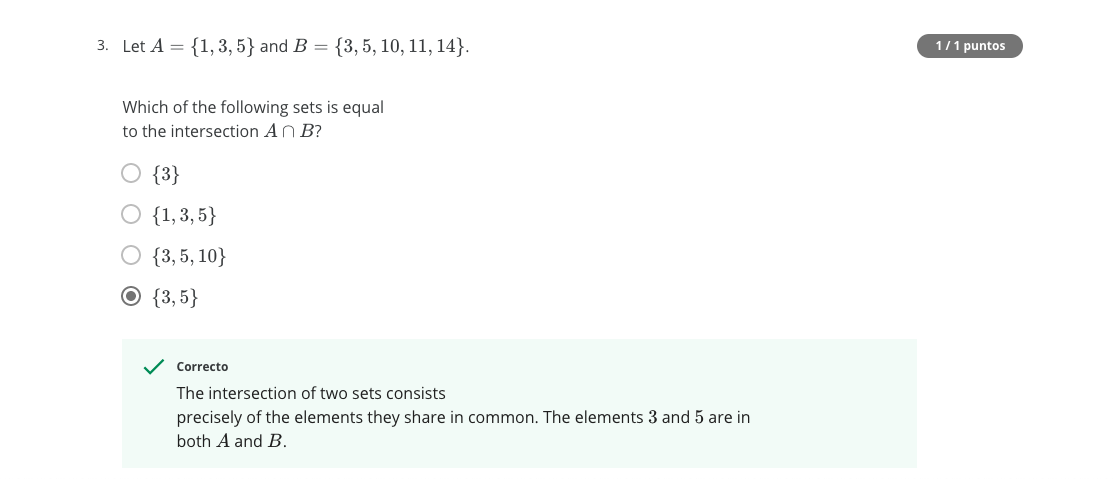 3. Let A = {1, 3, 5} and B = {3, 5, 10, 11, 14}.
1 / 1 puntos
Which of the following sets is equal
to the intersection A ∩ B?
{3}
{1, 3, 5}
{3, 5, 10}
{3, 5}
Correcto
The intersection of two sets consists
precisely of the elements they share in common. The elements 3 and 5 are in
both A and B.